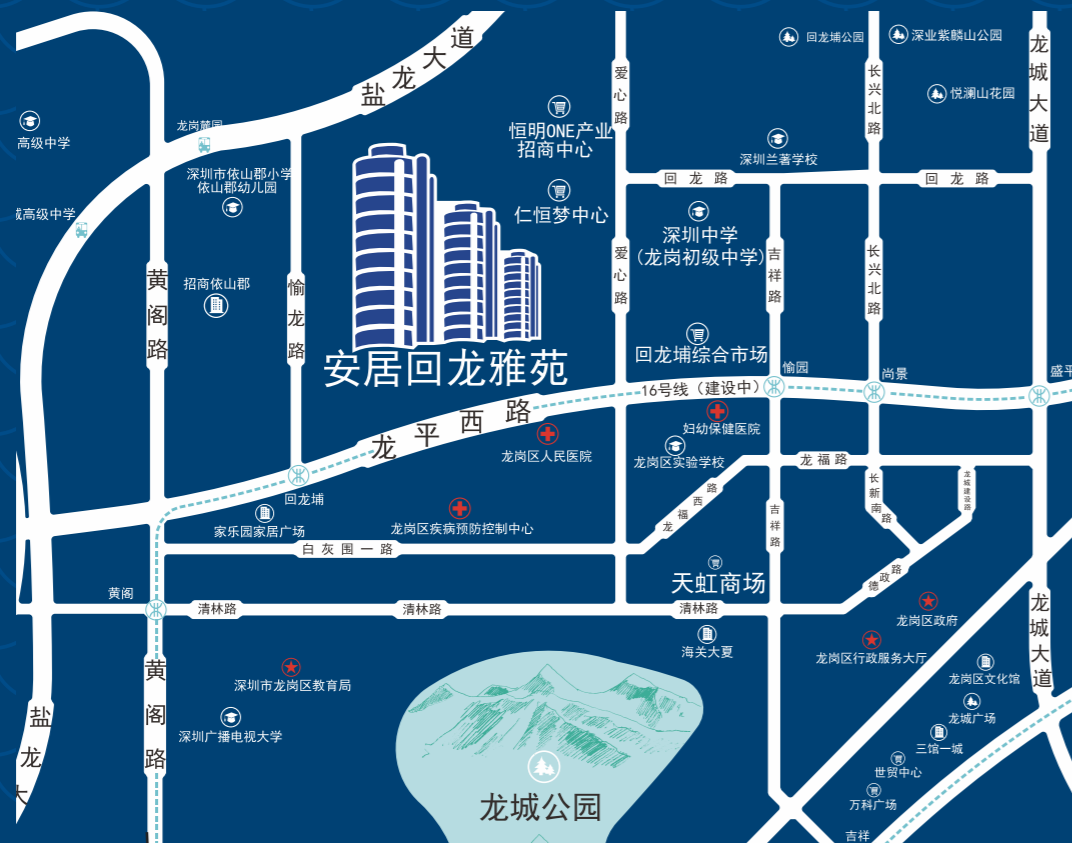 盐龙大道
爱心路
回龙埔公园
深业紫麟山公园
龙城大道
长兴北路
悦澜山花园
恒明ONE产业
招商中心
高级中学
龙岗麓园
深圳兰著学校
深圳市依山郡小学
依山郡幼儿园
回龙路
回龙路
仁恒梦中心
城高级中学
深圳中学
（龙岗初级中学）
爱心路
吉祥路
长兴北路
黄阁路
招商依山郡
愉龙路
回龙埔综合市场
安居回龙雅苑
愉园
尚景
盛平
16号线（建设中）
龙平西路
妇幼保健医院
龙岗区人民医院
龙岗区实验学校
龙福路
回龙埔
龙福西路
长新南路
龙城建设路
家乐园家居广场
龙岗区疾病预防控制中心
吉祥路
白灰围一路
天虹商场
德政路
黄阁
清林路
清林路
清林路
龙岗区政府
龙城大道
海关大厦
龙岗区行政服务大厅
黄阁路
深圳市龙岗区教育局
龙岗区文化馆
盐龙大
深圳广播电视大学
龙城广场
三馆一城
世贸中心
万科广场
龙城公园
吉祥